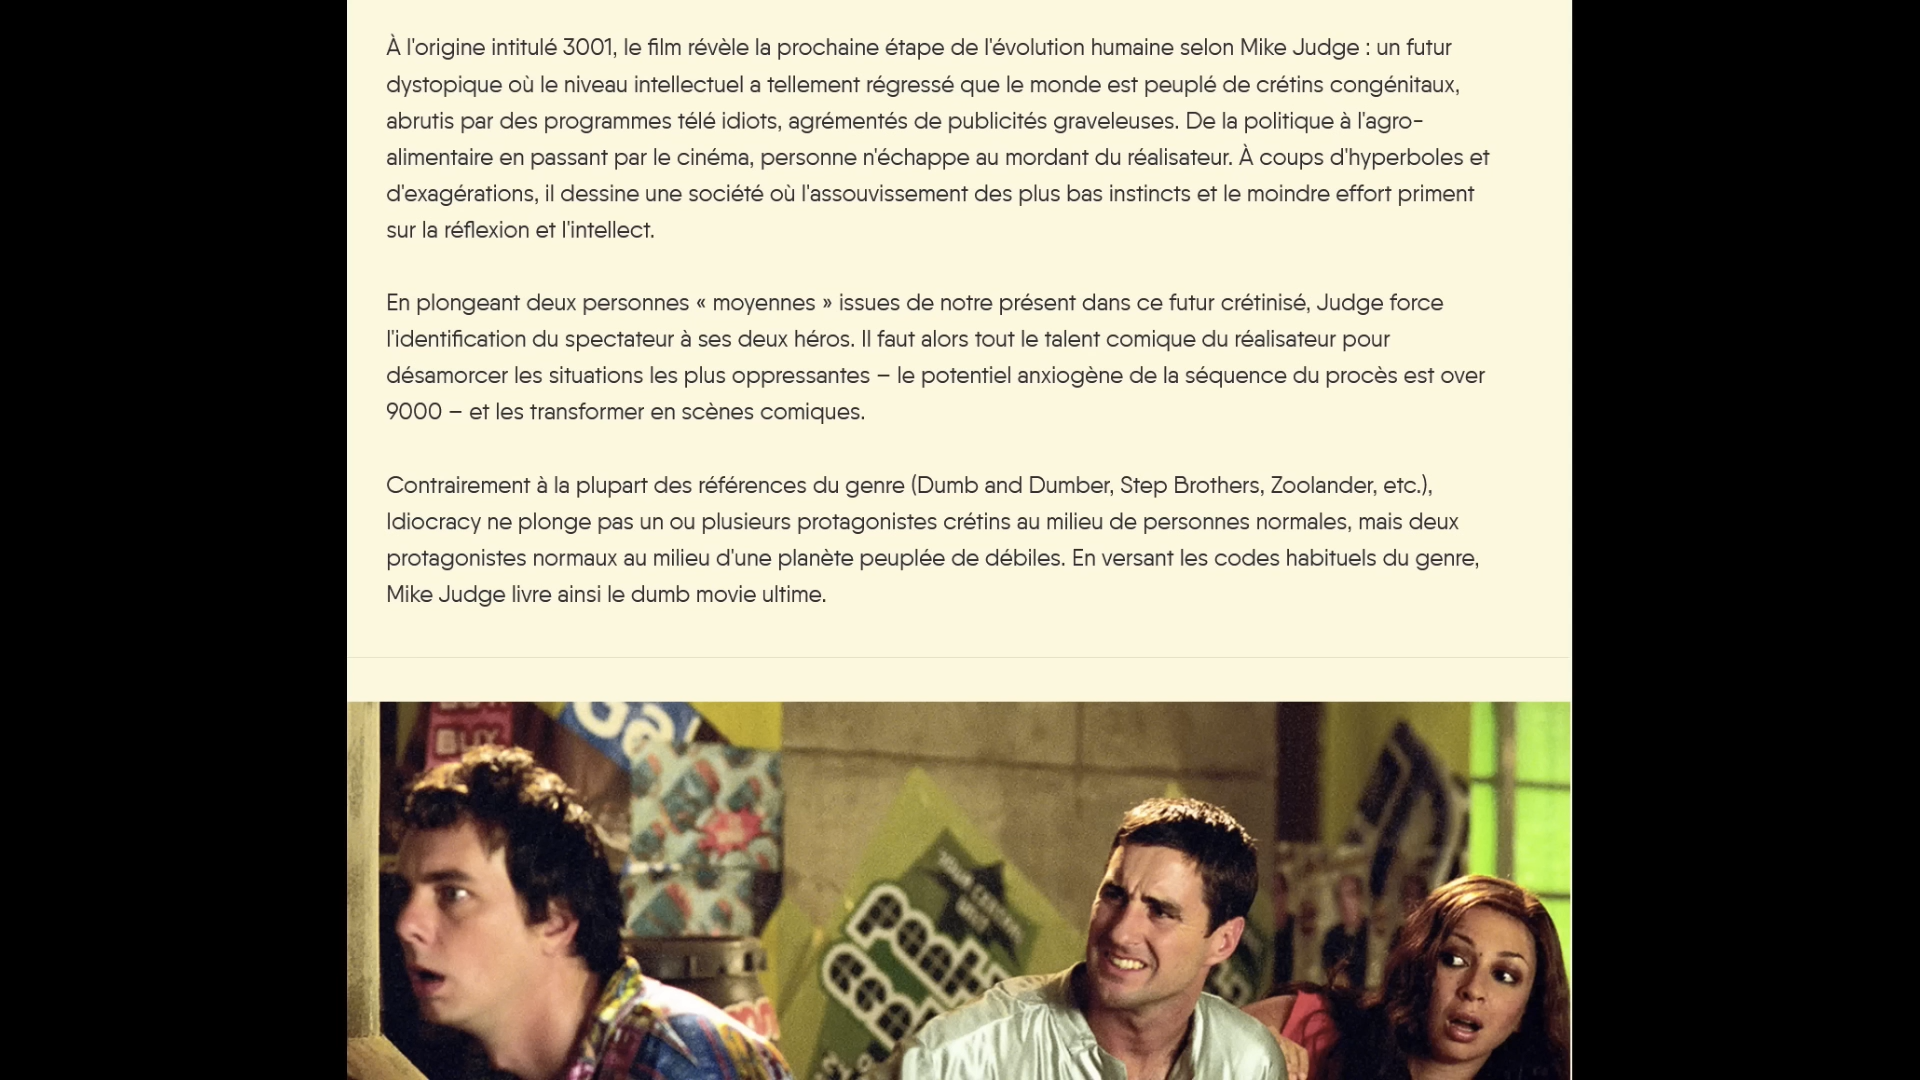 À l'origine intitulé 3001, le film révèle la prochaine étape de l'évolution humaine selon Mike Judge : un futur
dystopique où le niveau intellectuel a tellement régressé que le monde est peuplé de crétins congénitaux,
abrutis par des programmes télé idiots, agrémentés de publicités graveleuses. De la politique à l'agro-
alimentaire en passant par le cinéma, personne n'échappe au mordant du réalisateur. À coups d'hyperboles et
d'exagérations, il dessine une société où l'assouvissement des plus bas instincts et le moindre effort priment
sur la réflexion et l'intellect.
En plongeant deux personnes « moyennes » issues de notre présent dans ce futur crétinisé, Judge force
l'identification du spectateur à ses deux héros. Il faut alors tout le talent comique du réalisateur pour
désamorcer les situations les plus oppressantes – le potentiel anxiogène de la séquence du procès est over
9000 – et les transformer en scènes comiques.
Contrairement à la plupart des références du genre (Dumb and Dumber, Step Brothers, Zoolander, etc.),
Idiocracy ne plonge pas un ou plusieurs protagonistes crétins au milieu de personnes normales, mais deux
protagonistes normaux au milieu d'une planète peuplée de débiles. En versant les codes habituels du genre,
Mike Judge livre ainsi le dumb movie ultime.
BUY